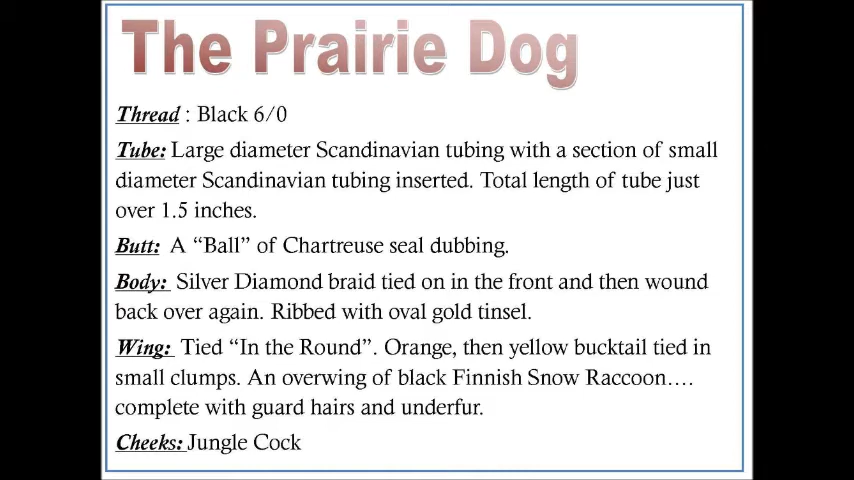 The Prairie Dog
Thread : Black 6/0
Tube: Large diameter Scandinavian tubing with a section of small
diameter Scandinavian tubing inserted. Total length of tube just
over 1.5 inches.
Butt: A “Ball” of Chartreuse seal dubbing.
Body: Silver Diamond braid tied on in the front and then wound
back over again. Ribbed with oval gold tinsel.
Wing: Tied “In the Round”. Orange, then yellow bucktail tied in
small clumps. An overwing of black Finnish Snow Raccoon….
complete with guard hairs and underfur.
Cheeks: Jungle Cock